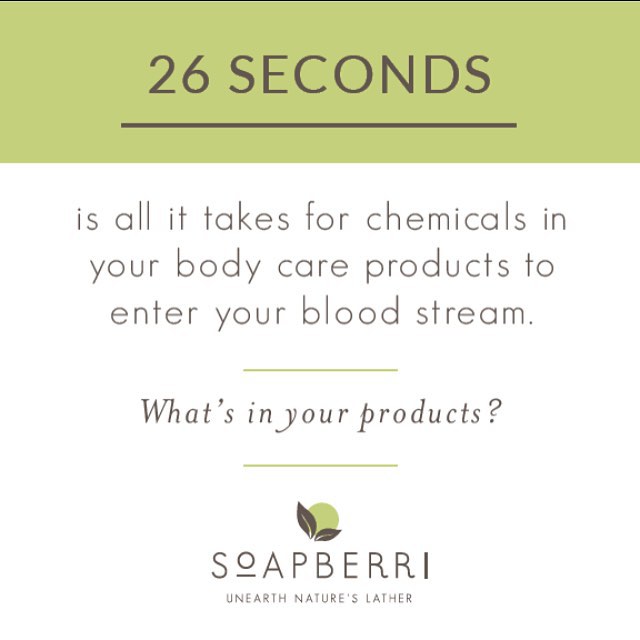 26 SECONDS
is all it takes for chemicals in
your body care products to
enter your blood stream.
What's in your products?
SOAPBERRI
UNEARTH NATURE'S LATHER